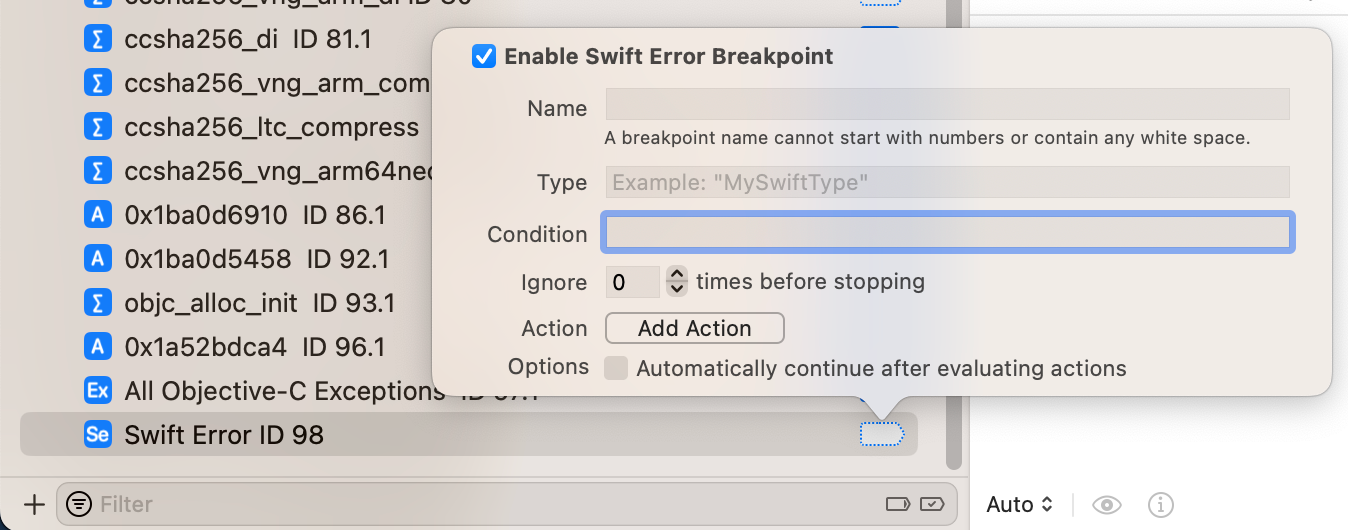 ccsha256_di ID 81.1
ccsha256_vng_arm_com
ccsha256_ltc_compress
ccsha256_vng_arm64neo
A 0x1ba0d6910 ID 86.1
A 0x1ba0d5458 ID 92.1
Σ objc_alloc_init ID 93.1
A 0x1a52bdca4 ID 96.1
Ex All Objective-C Exceptions
Se Swift Error ID 98
Filter
Enable Swift Error Breakpoint
Name
A breakpoint name cannot start with numbers or contain any white space.
Type Example: "MySwiftType"
Condition
Ignore 0 times before stopping
Action Add Action
Options Automatically continue after evaluating actions
Auto